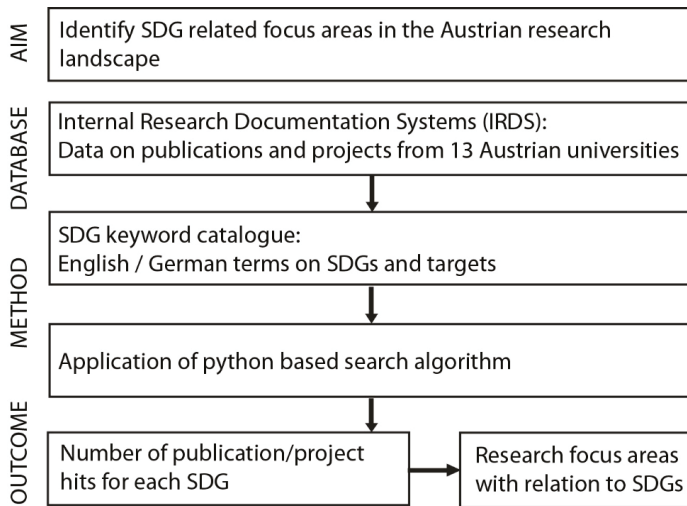 AIM
Identify SDG related focus areas in the Austrian research
landscape
DATABASE
Internal Research Documentation Systems (IRDS):
Data on publications and projects from 13 Austrian universities
METHOD
SDG keyword catalogue:
English / German terms on SDGs and targets
Application of python based search algorithm
OUTCOME
Number of publication/project
hits for each SDG
Research focus areas
with relation to SDGs